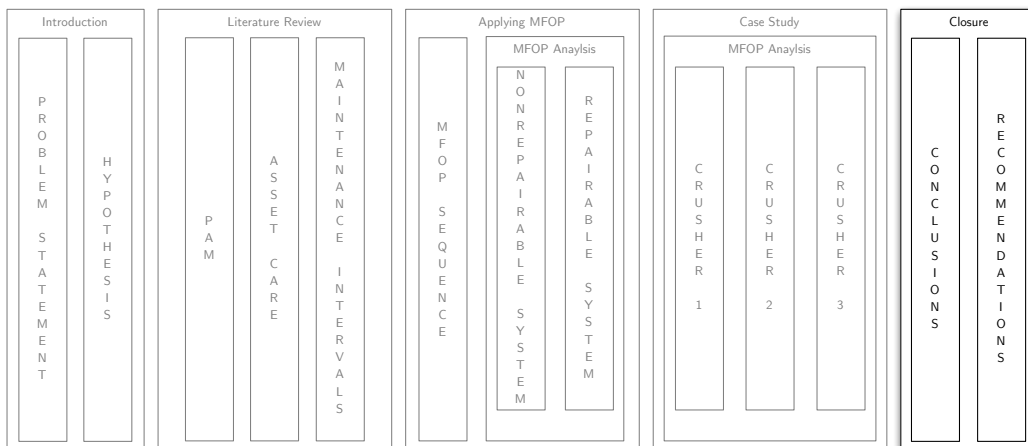 Introduction
PROBLEM STATEMENT
HYPOTHESIS
Literature Review
PAM
ASSET CARE
MAINTENANCE INTERVALS
Applying MFOP
MFOP SEQUENCE
MFOP Anaylsis
NONREPAIRABLE SYSTEM
REPAIRABLE SYSTEM
Case Study
MFOP Anaylsis
CRUSHER 1
CRUSHER 2
CRUSHER 3
Closure
CONCLUSIONS
RECOMMENDATIONS